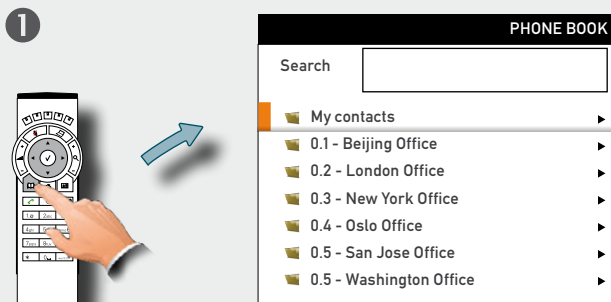 1
PHONE BOOK
Search
My contacts
0.1 - Beijing Office
0.2 - London Office
0.3 - New York Office
0.4 - Oslo Office
0.5 - San Jose Office
0.5 - Washington Office